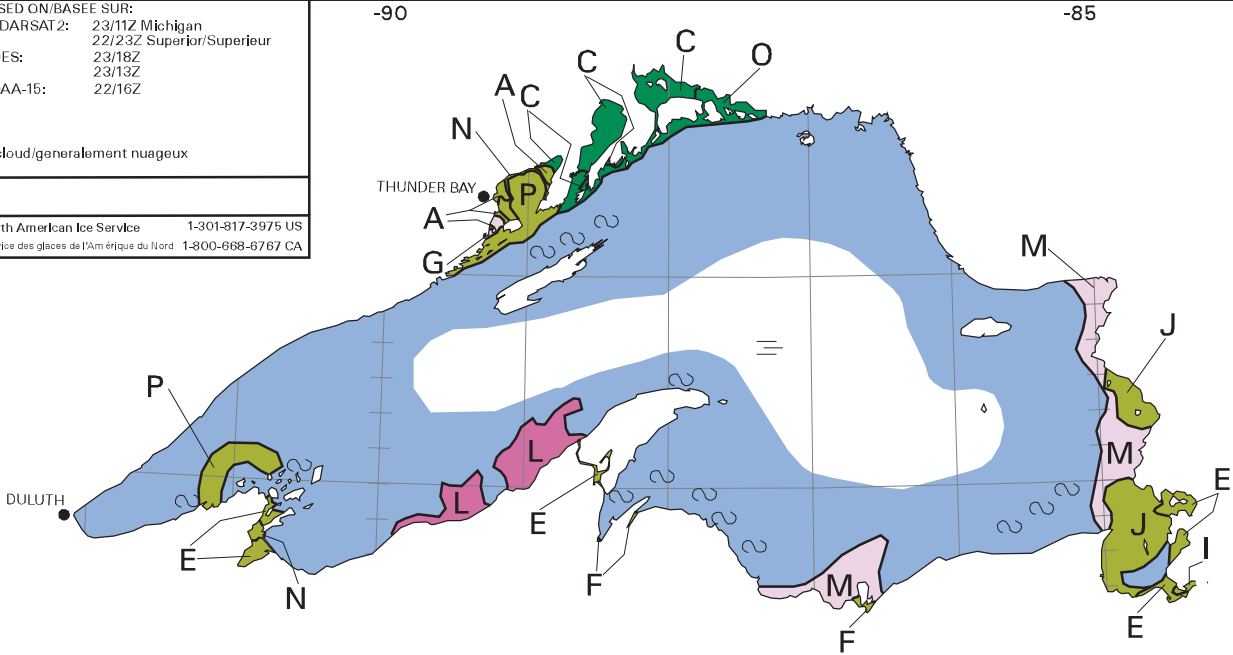 SED ON/BASEE SUR:
DARSAT2: 23/11Z Michigan
22/23Z Superior/Superieur
ES: 23/18Z
23/13Z
AA-15: 22/16Z
cloud/generalement nuageux
th American Ice Service 1-301-817-3975 US
vice des glaces de l'Amérique du Nord 1-800-668-6767 CA
-90
-85
C
C
O
A
C
N
THUNDER BAY
P
A
G
M
J
P
M
L
E
DULUTH
L
E
J
E
I
N
F
M
F
E